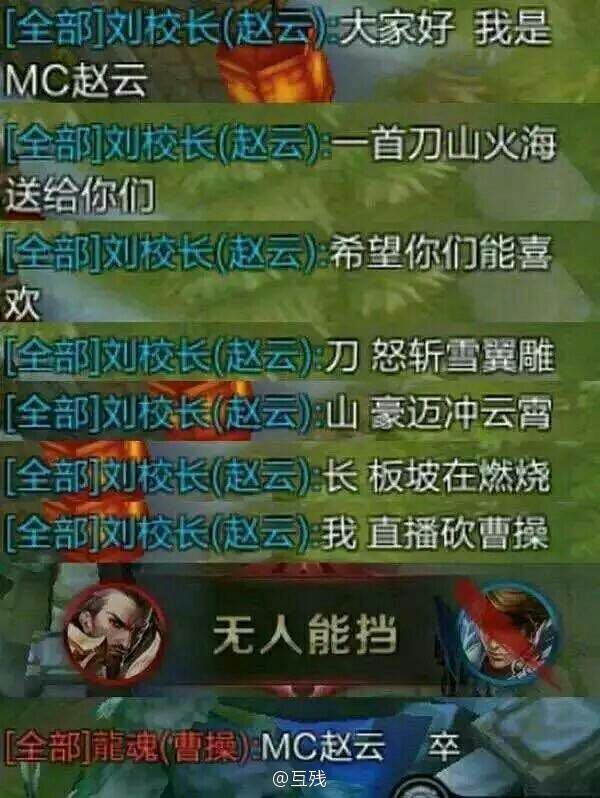 [全部]刘校长(赵云):大家好 我是
MC赵云
[全部]刘校长(赵云):一首刀山火海
送给你们
[全部]刘校长(赵云):希望你们能喜
欢
[全部]刘校长(赵云):刀 怒斩雪翼雕
[全部]刘校长(赵云):山 豪迈冲云霄
[全部]刘校长(赵云):长 板坡在燃烧
[全部]刘校长(赵云):我 直播砍曹操
无人能挡
[全部]龍魂(曹操):MC赵云 卒
@互残